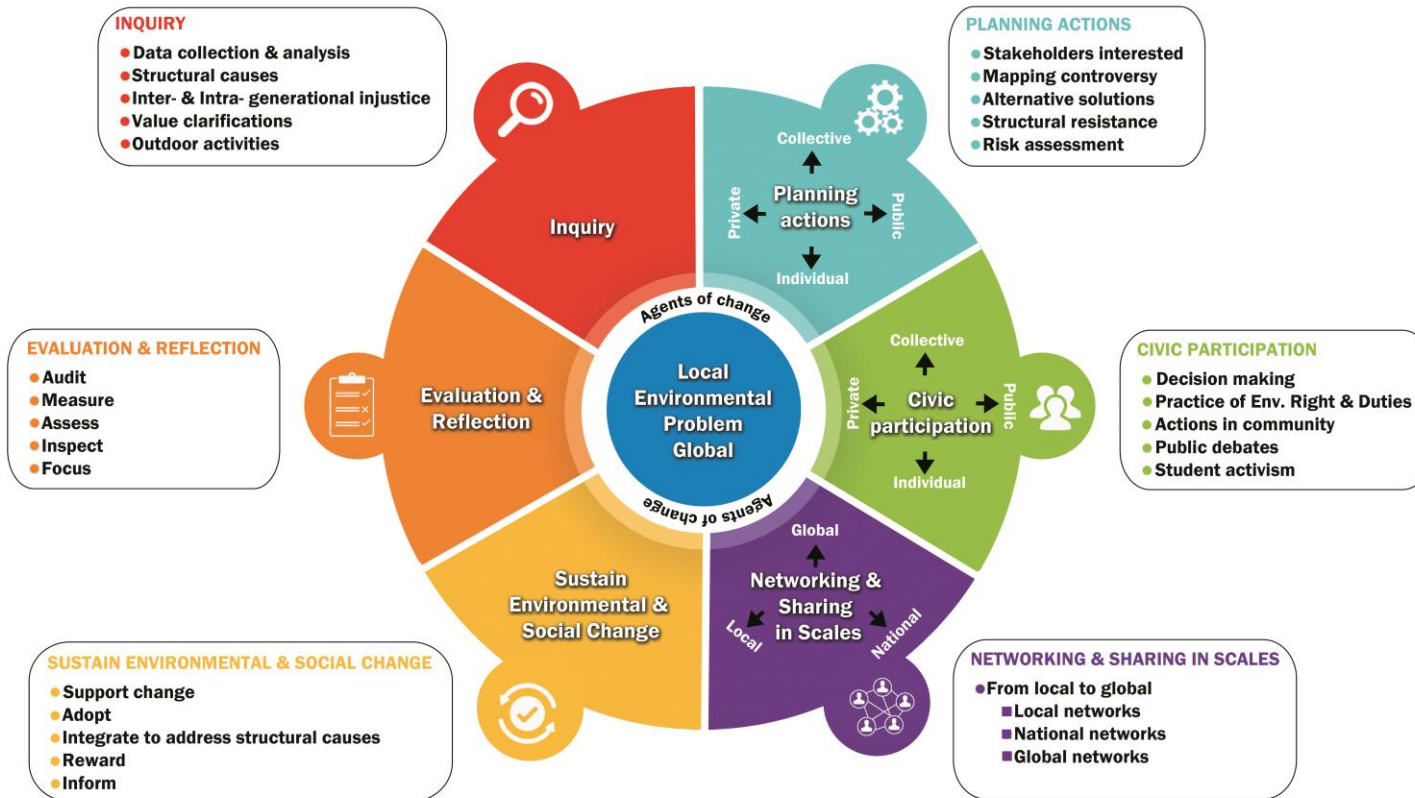 INQUIRY
Data collection & analysis
Structural causes
Inter- & Intra- generational injustice
Value clarifications
Outdoor activities
PLANNING ACTIONS
Stakeholders interested
Mapping controversy
Alternative solutions
Structural resistance
Risk assessment
Inquiry
Collective
Private
Planning
actions
Public
Individual
EVALUATION & REFLECTION
Audit
Measure
Assess
Inspect
Focus
Evaluation &
Reflection
Agents of change
Local
Environmental
Problem
Global
Agents of change
Collective
Private
Civic
participation
Public
Individual
CIVIC PARTICIPATION
Decision making
Practice of Env. Right & Duties
Actions in community
Public debates
Student activism
Sustain
Environmental &
Social Change
Global
Networking &
Sharing
in Scales
Local
National
SUSTAIN ENVIRONMENTAL & SOCIAL CHANGE
Support change
Adopt
Integrate to address structural causes
Reward
Inform
NETWORKING & SHARING IN SCALES
From local to global
Local networks
National networks
Global networks